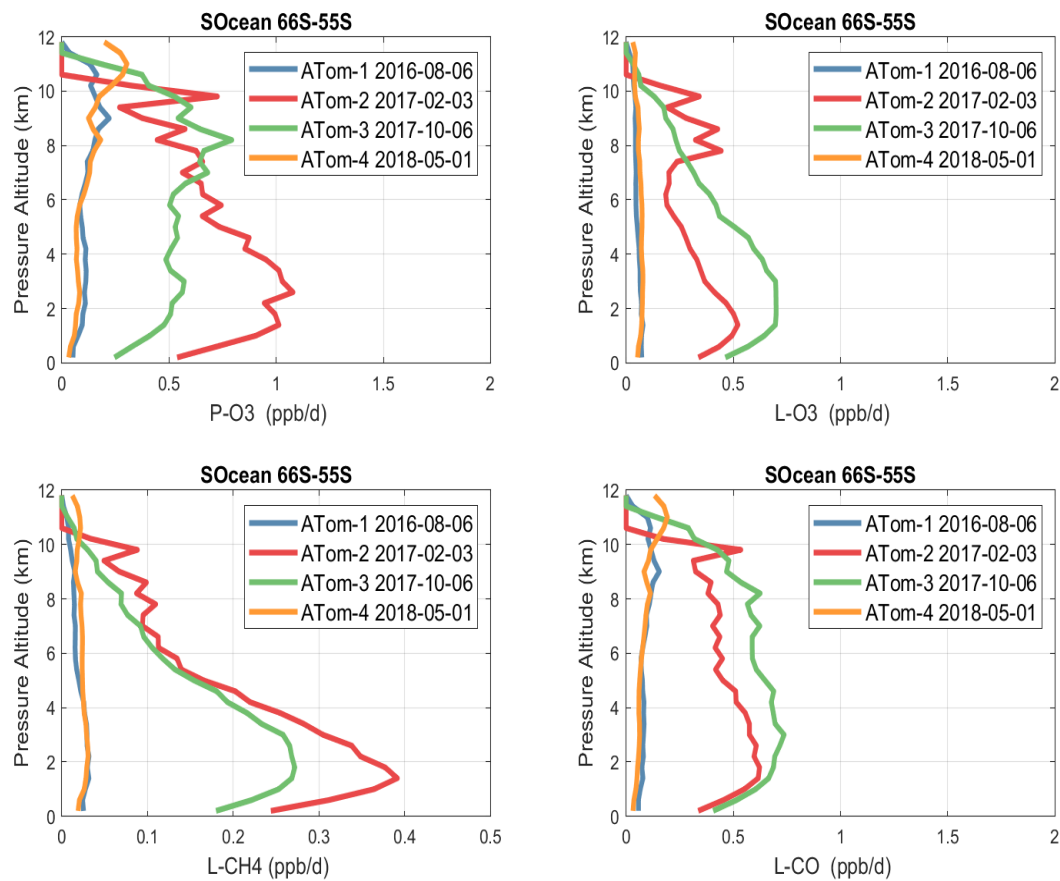 SOcean 66S-55S
12
10
8
6
4
2
0
Pressure Altitude (km)
ATom-1 2016-08-06
ATom-2 2017-02-03
ATom-3 2017-10-06
ATom-4 2018-05-01
0 0.5 1 1.5 2
P-O3 (ppb/d)
SOcean 66S-55S
12
10
8
6
4
2
0
Pressure Altitude (km)
ATom-1 2016-08-06
ATom-2 2017-02-03
ATom-3 2017-10-06
ATom-4 2018-05-01
0 0.5 1 1.5 2
L-O3 (ppb/d)
SOcean 66S-55S
12
10
8
6
4
2
0
Pressure Altitude (km)
ATom-1 2016-08-06
ATom-2 2017-02-03
ATom-3 2017-10-06
ATom-4 2018-05-01
0 0.1 0.2 0.3 0.4 0.5
L-CH4 (ppb/d)
SOcean 66S-55S
12
10
8
6
4
2
0
Pressure Altitude (km)
ATom-1 2016-08-06
ATom-2 2017-02-03
ATom-3 2017-10-06
ATom-4 2018-05-01
0 0.5 1 1.5 2
L-CO (ppb/d)